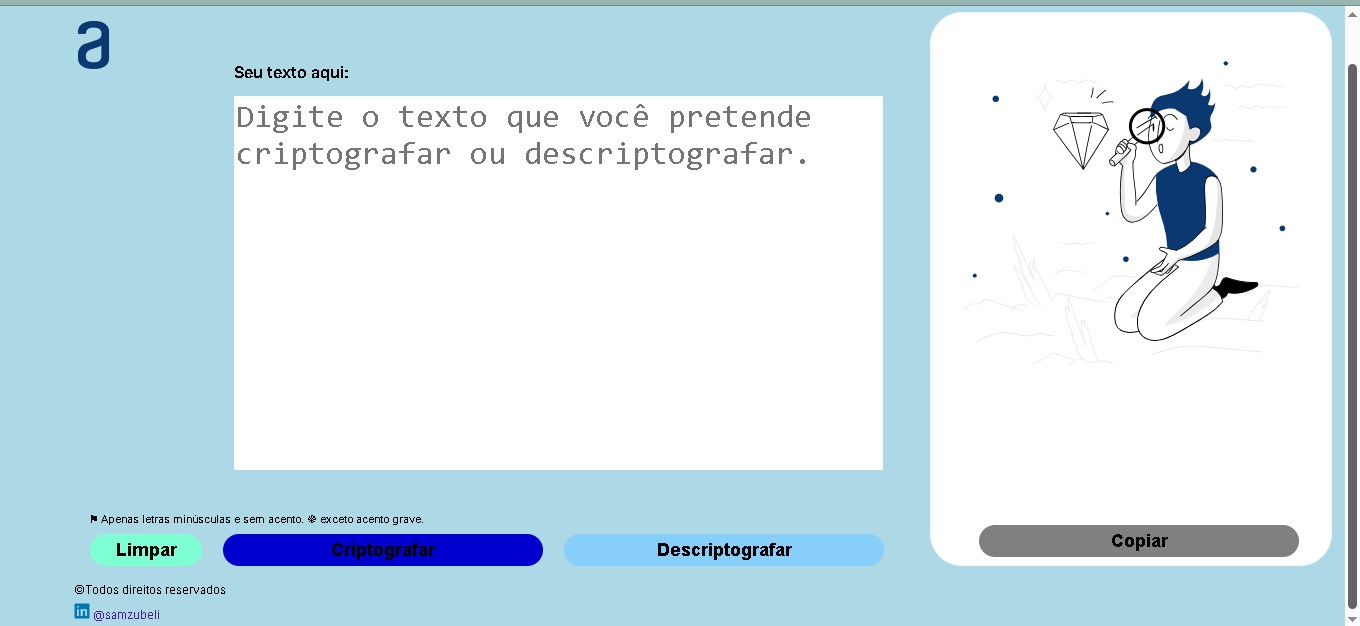 a
Seu texto aqui:
Digite o texto que você pretende
criptografar ou descriptografar.
⚑ Apenas letras minúsculas e sem acento. ❉ exceto acento grave.
Limpar
Criptografar
Descriptografar
Copiar
©Todos direitos reservados
in @samzubeli